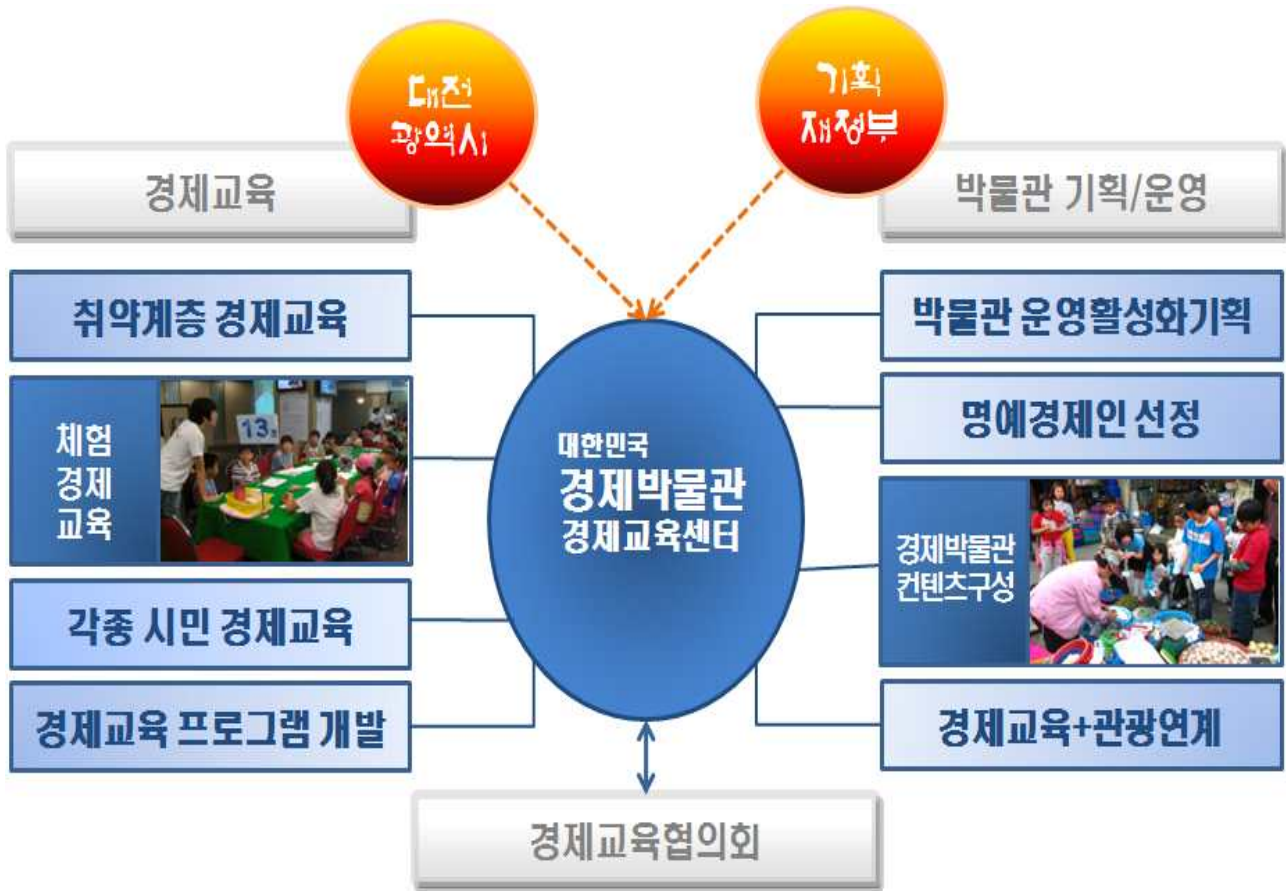 대전
광역시
기획
재정부
경제교육
박물관 기획/운영
취약계층 경제교육
체험
경제
교육
13
각종 시민 경제교육
경제교육 프로그램 개발
대한민국
경제박물관
경제교육센터
박물관 운영활성화기획
명예경제인 선정
경제박물관
컨텐츠구성
경제교육+관광연계
경제교육협의회